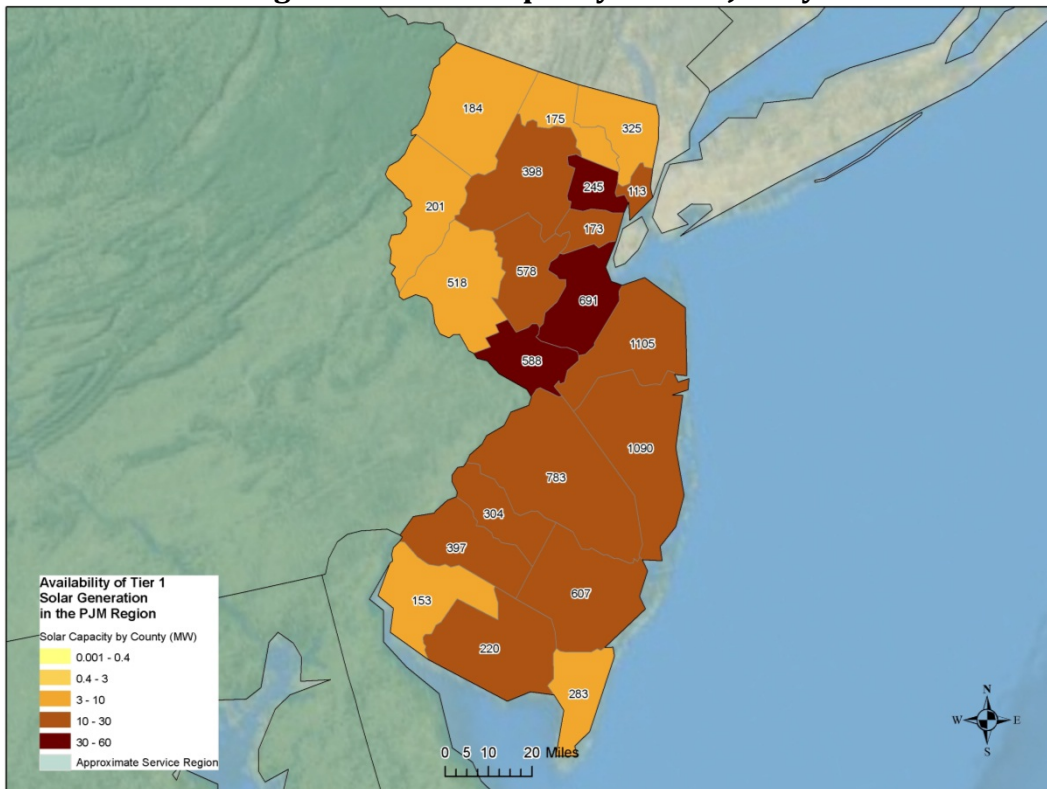 184
175
325
398
245
113
201
173
578
518
691
588
1105
1090
783
304
397
607
153
220
283
Availability of Tier 1
Solar Generation
in the PJM Region
Solar Capacity by County (MW)
0.001 - 0.4
0.4 - 3
3 - 10
10 - 30
30 - 60
Approximate Service Region
0 5 10 20 Miles
N
W E
S